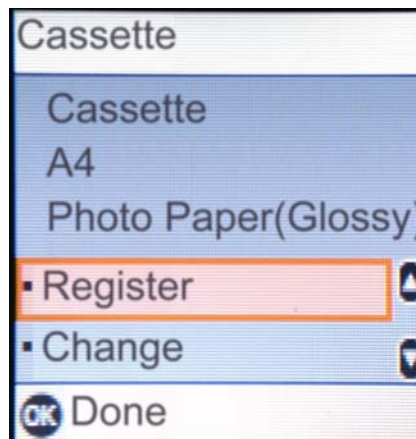 Cassette
Cassette
A4
Photo Paper(Glossy)
Register
Change
OK Done